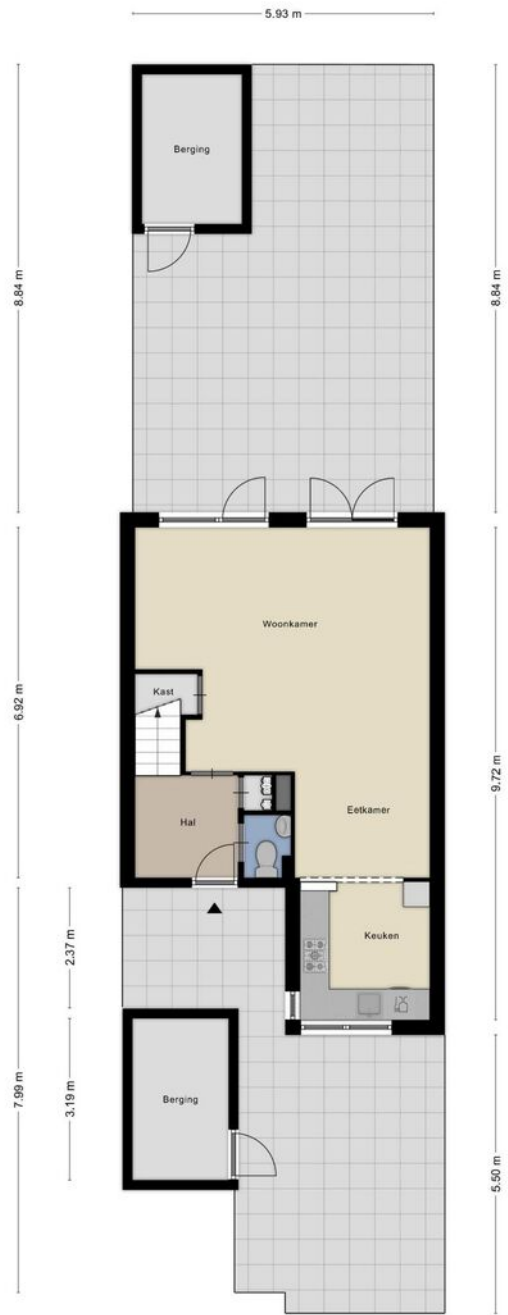 5.93 m
Berging
8.84 m
8.84 m
Woonkamer
Kast
6.92 m
9.72 m
Eetkamer
Hal
Keuken
2.37 m
7.99 m
3.19 m
Berging
5.50 m